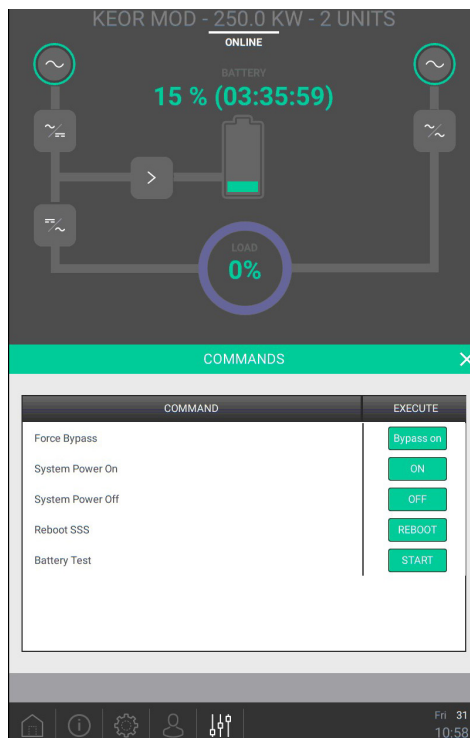 KEOR MOD - 250.0 KW - 2 UNITS
ONLINE
BATTERY
15 % (03:35:59)
LOAD
0%
COMMANDS
COMMAND EXECUTE
Force Bypass Bypass on
System Power On ON
System Power Off OFF
Reboot SSS REBOOT
Battery Test START
Fri 31
10:58